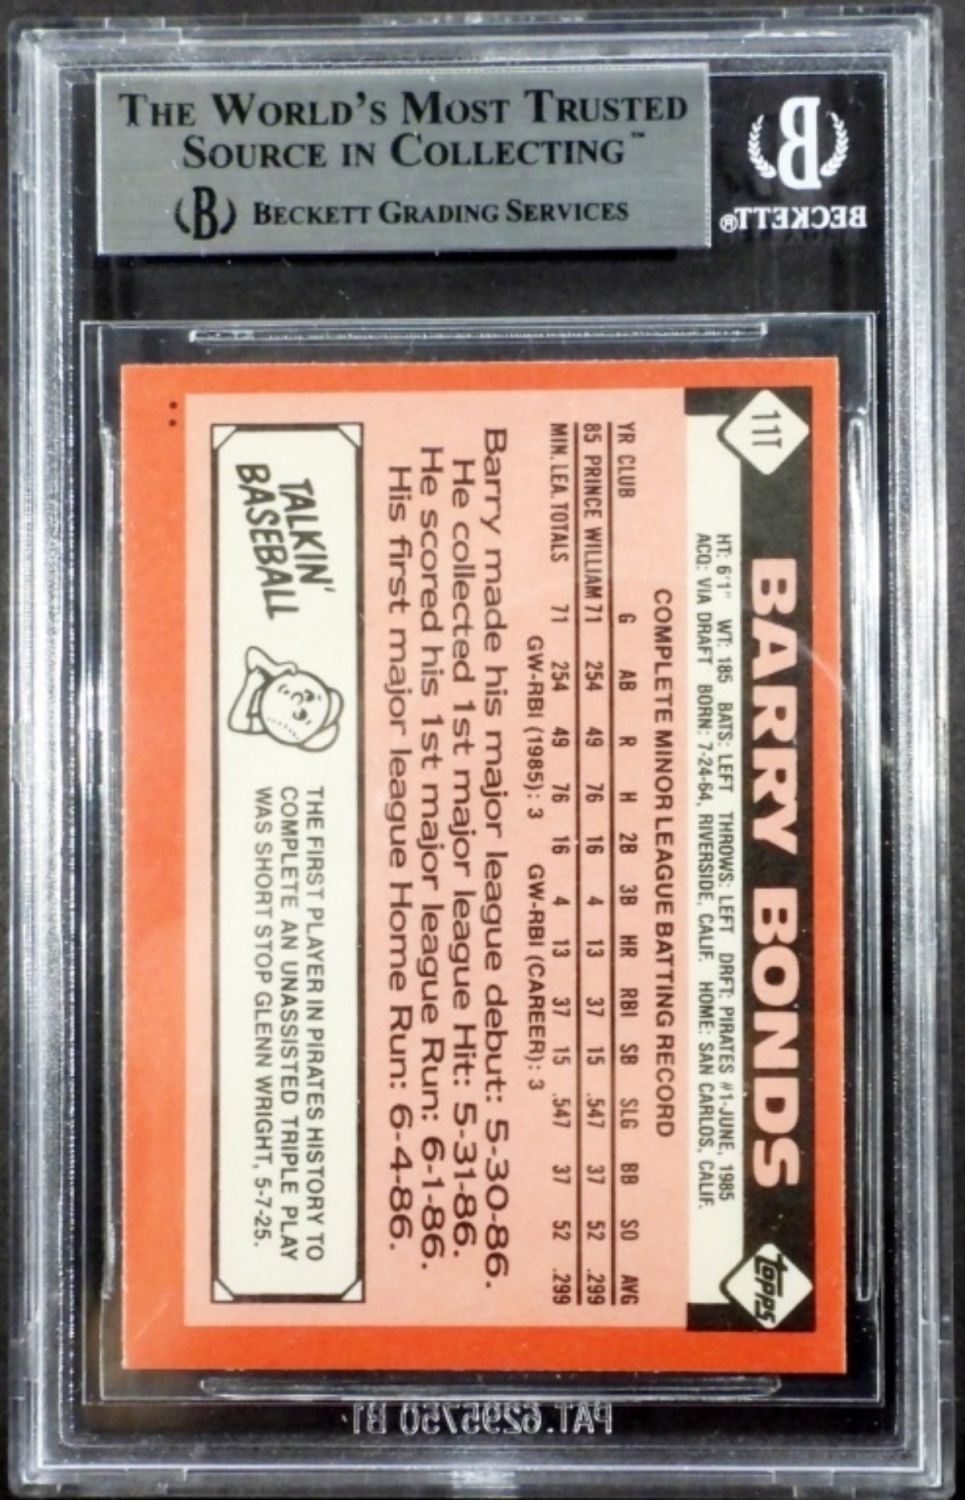 THE WORLD'S MOST TRUSTED
SOURCE IN COLLECTING™
B BECKETT GRADING SERVICES
B
BECKETT®
11T
BARRY BONDS
topps
HT: 6'1" WT: 185 BATS: LEFT THROWS: LEFT DRFT: PIRATES #1-JUNE, 1985
ACQ: VIA DRAFT BORN: 7-24-64, RIVERSIDE, CALIF. HOME: SAN CARLOS, CALIF.
COMPLETE MINOR LEAGUE BATTING RECORD
YR CLUB G AB R H 2B 3B HR RBI SB SLG BB SO AVG
85 PRINCE WILLIAM 71 254 49 76 16 4 13 37 15 .547 37 52 .299
MIN. LEA. TOTALS 71 254 49 76 16 4 13 37 15 .547 37 52 .299
GW-RBI (1985): 3 GW-RBI (CAREER): 3
Barry made his major league debut: 5-30-86.
He collected 1st major league Hit: 5-31-86.
He scored his 1st major league Run: 6-1-86.
His first major league Home Run: 6-4-86.
TALKIN'
BASEBALL
THE FIRST PLAYER IN PIRATES HISTORY TO
COMPLETE AN UNASSISTED TRIPLE PLAY
WAS SHORT STOP GLENN WRIGHT, 5-7-25.
PAT. 6295750 B1